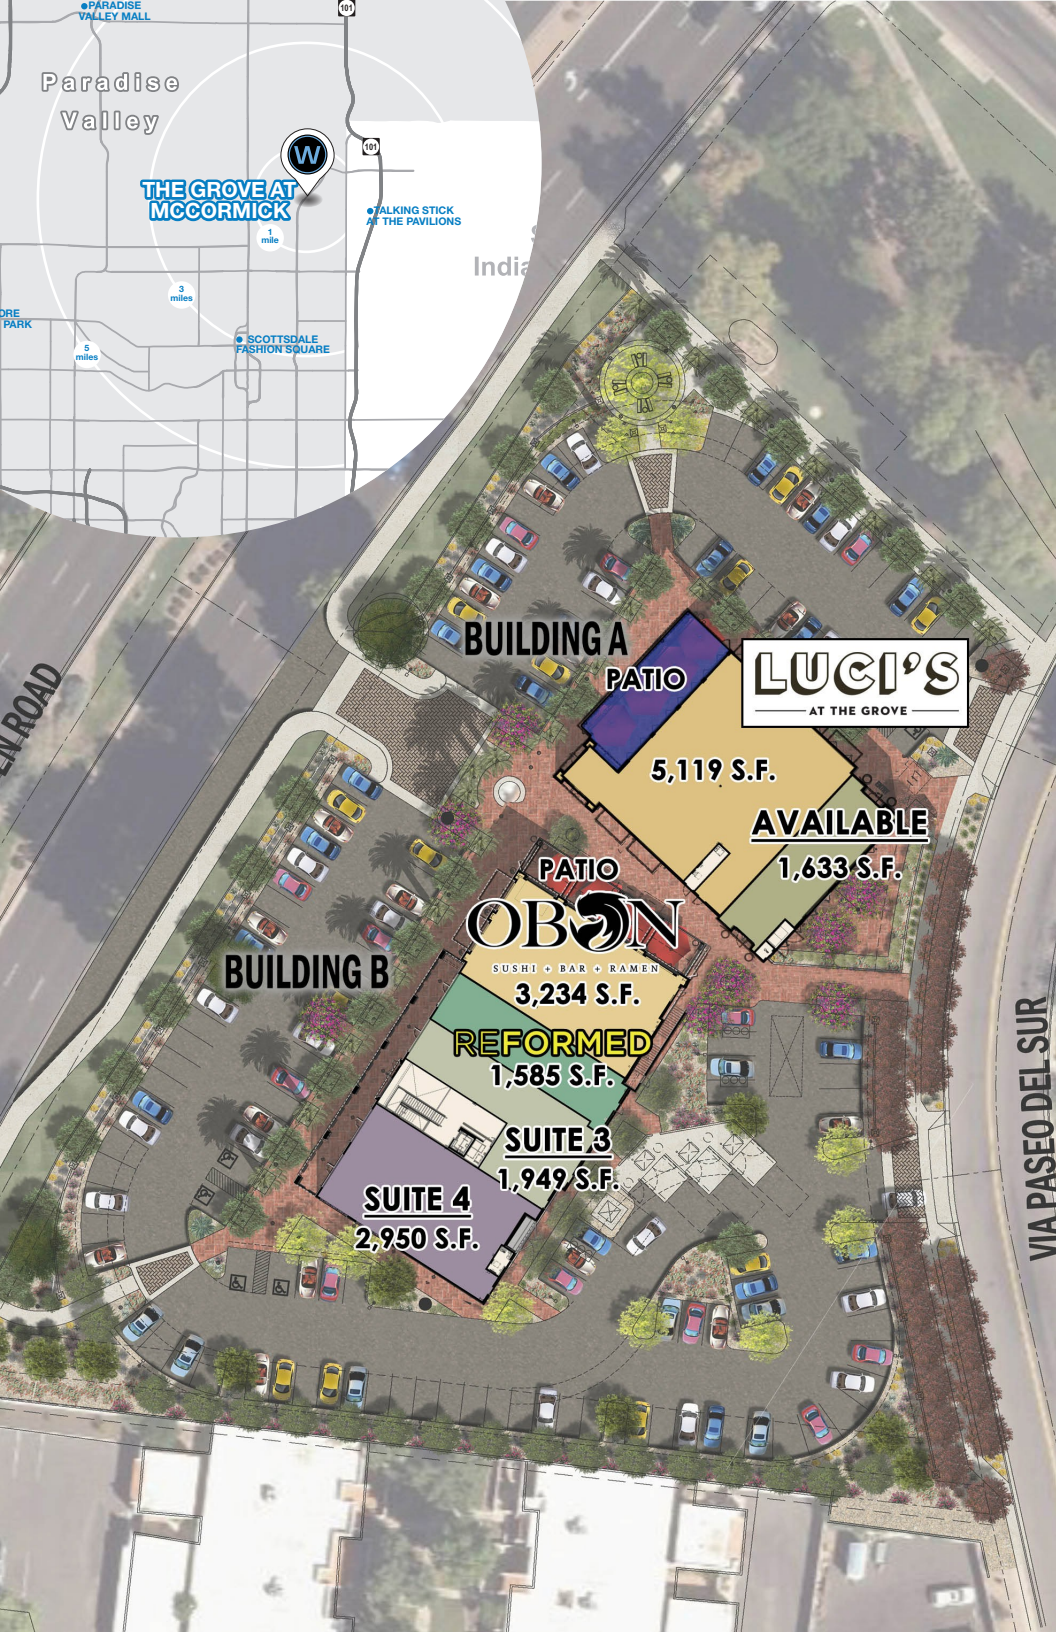 PARADISE
VALLEY MALL
101
Paradise
Valley
101
W
THE GROVE AT
MCCORMICK
TALKING STICK
AT THE PAVILIONS
1
mile
3
miles
PARK
SCOTTSDALE
FASHION SQUARE
5
miles
ROAD
BUILDING A
PATIO
LUCI'S
AT THE GROVE
5,119 S.F.
AVAILABLE
1,633 S.F.
PATIO
OBON
SUSHI + BAR + RAMEN
3,234 S.F.
BUILDING B
REFORMED
1,585 S.F.
SUITE 3
1,949 S.F.
SUITE 4
2,950 S.F.
VIA PASEO DEL SUR